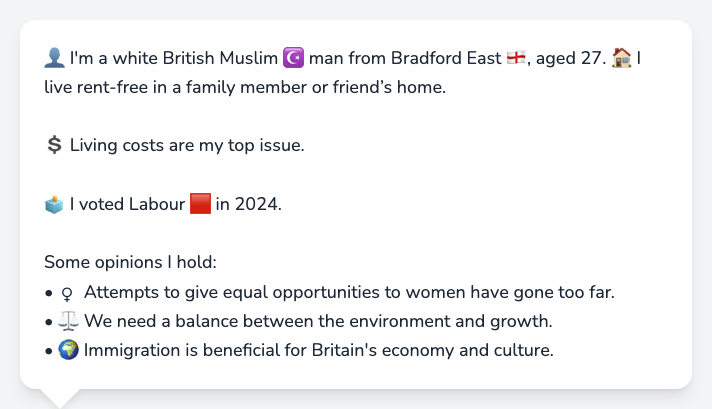 👤 I'm a white British Muslim ☪️ man from Bradford East 🏴󠁧󠁢󠁥󠁮󠁧󠁿, aged 27. 🏠 I
live rent-free in a family member or friend’s home.
💲 Living costs are my top issue.
🗳️ I voted Labour 🟥 in 2024.
Some opinions I hold:
• ♀ Attempts to give equal opportunities to women have gone too far.
• ⚖️ We need a balance between the environment and growth.
• 🌍 Immigration is beneficial for Britain's economy and culture.